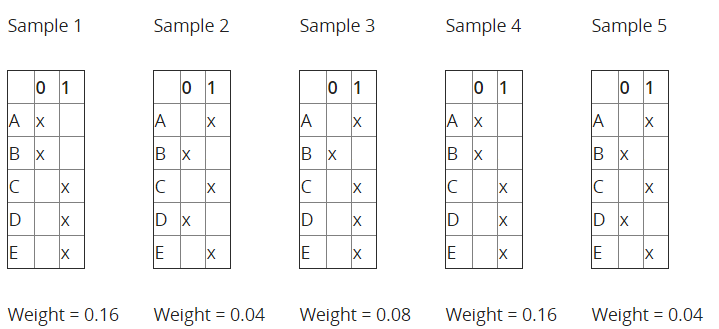 Sample 1 Sample 2 Sample 3 Sample 4 Sample 5
0 1 0 1 0 1 0 1 0 1
A x A x A x A x A x
B x B x B x B x B x
C x C x C x C x C x
D x D x D x D x D x
E x E x E x E x E x
Weight = 0.16 Weight = 0.04 Weight = 0.08 Weight = 0.16 Weight = 0.04